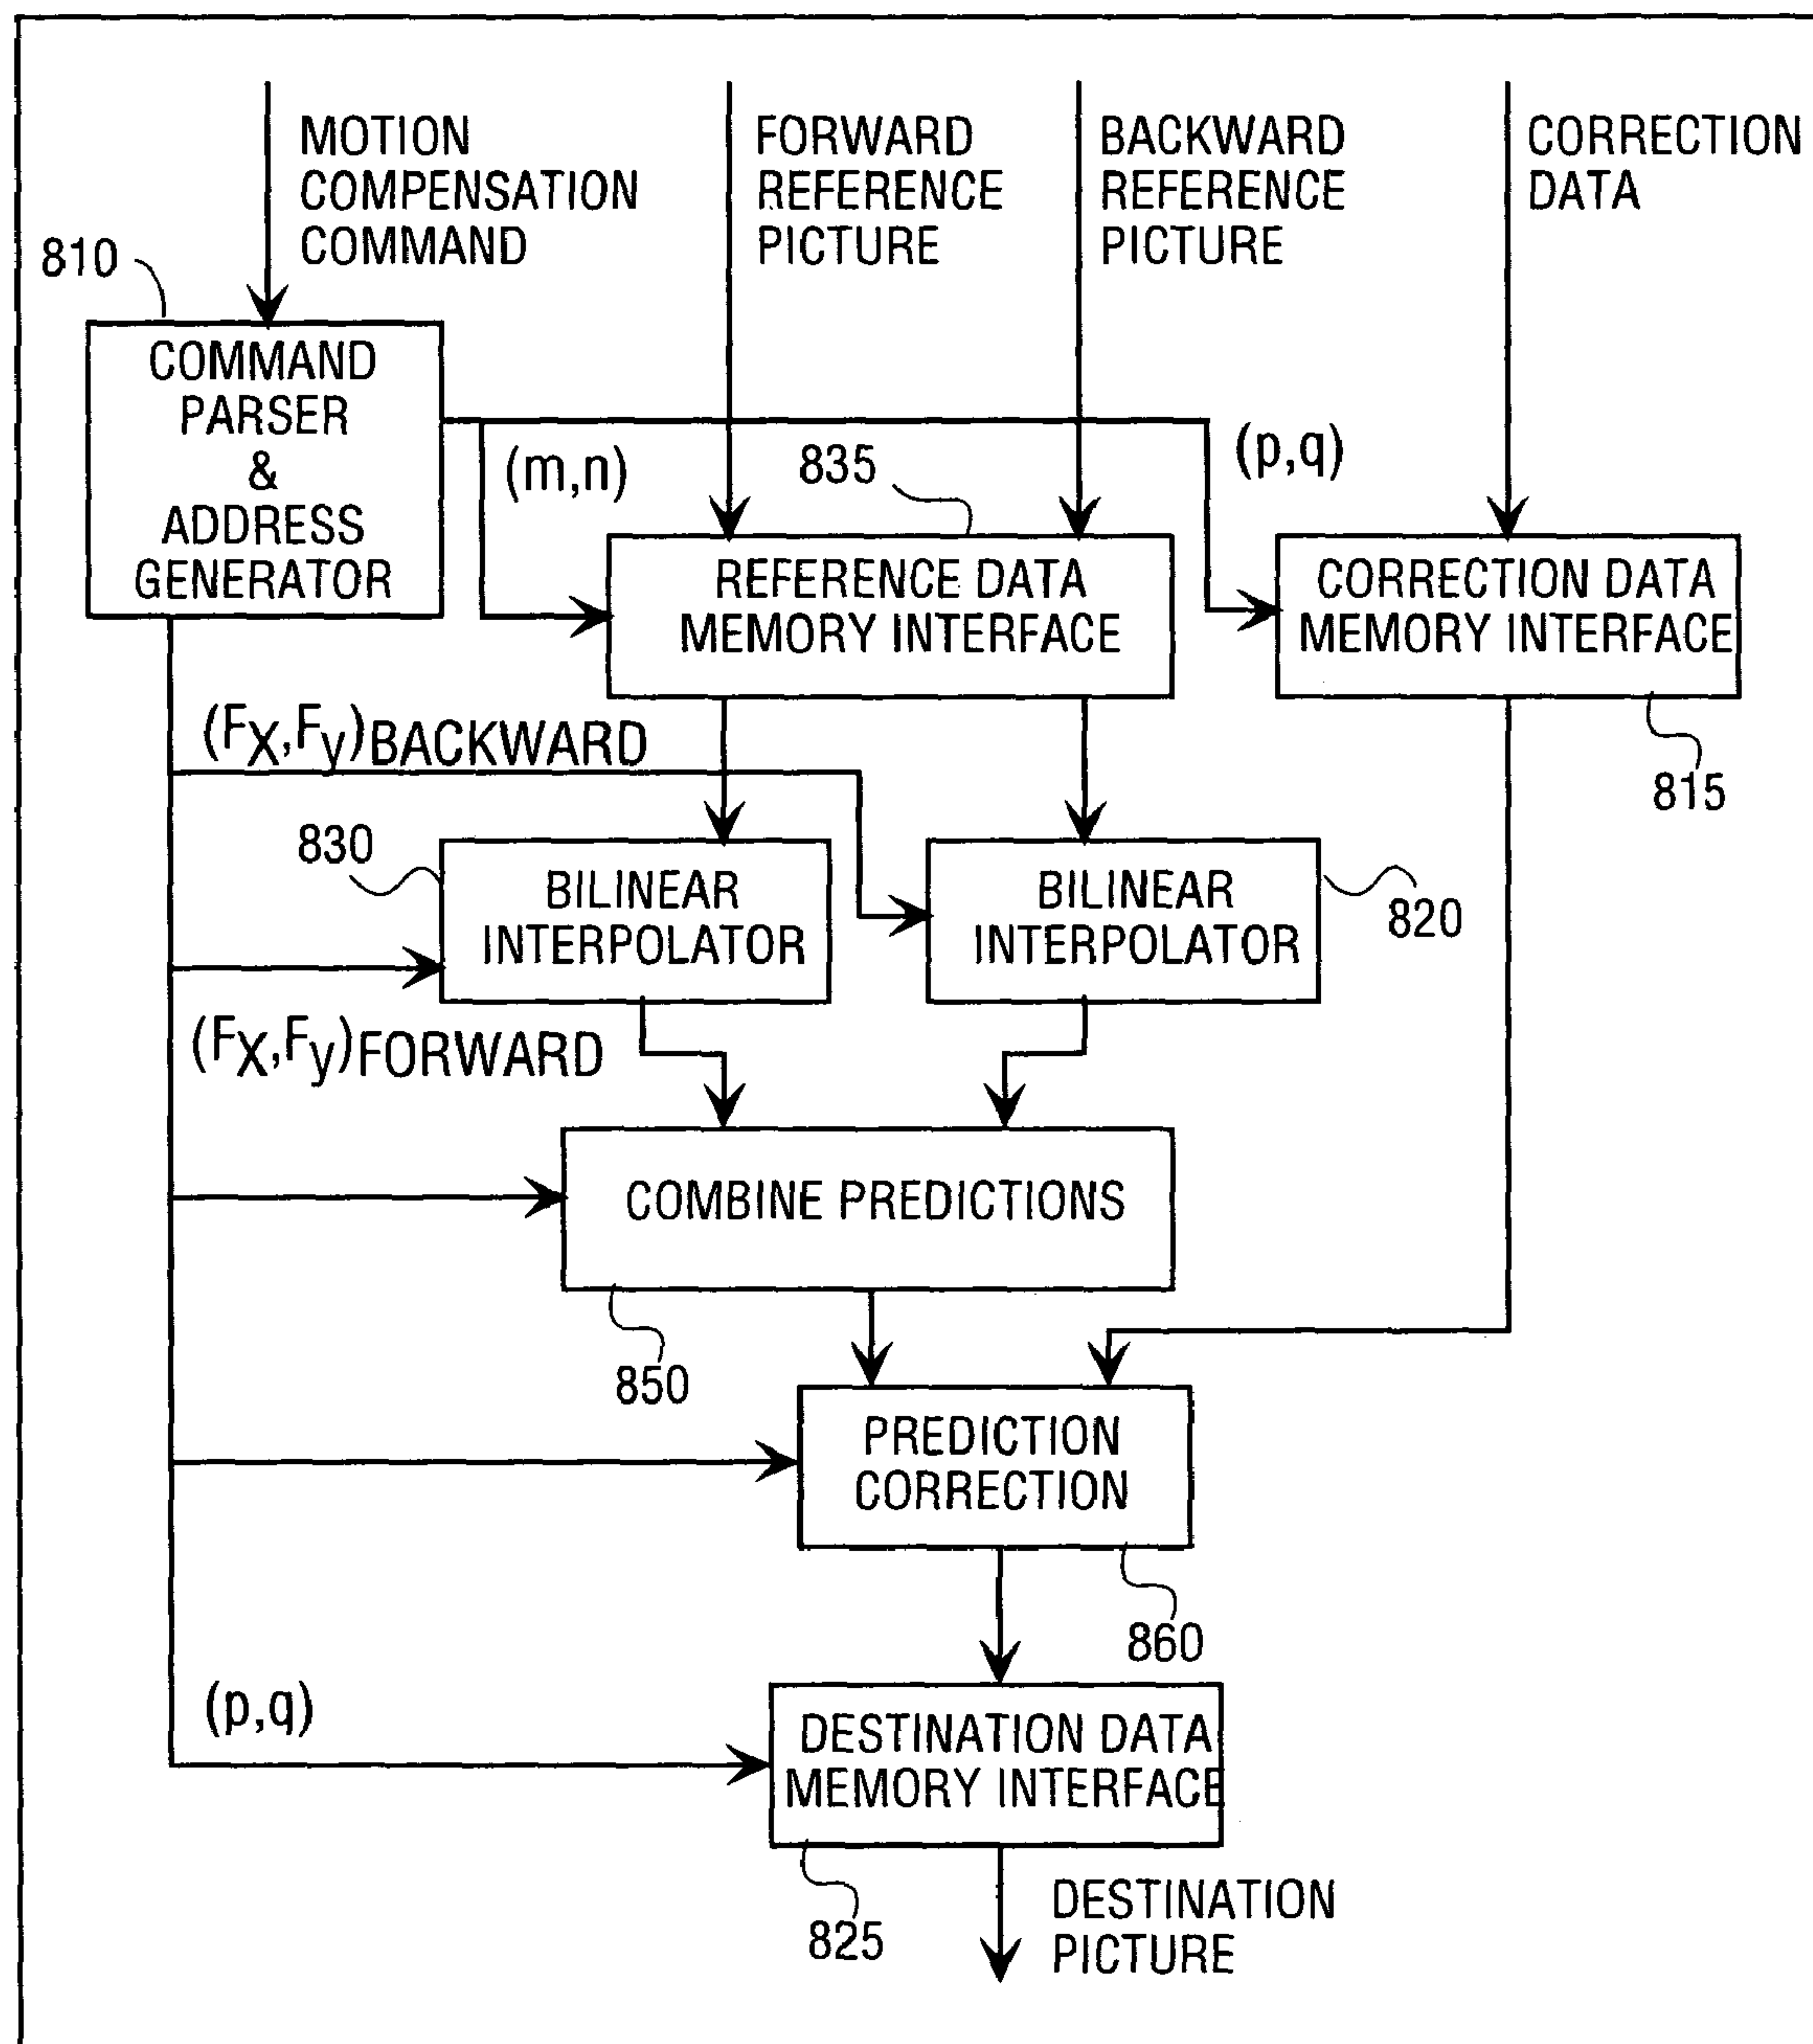 MOTION
COMPENSATION
COMMAND
FORWARD
REFERENCE
PICTURE
BACKWARD
REFERENCE
PICTURE
CORRECTION
DATA
810
COMMAND
PARSER
&
ADDRESS
GENERATOR
(m,n)
835
(p,q)
REFERENCE DATA
MEMORY INTERFACE
CORRECTION DATA
MEMORY INTERFACE
815
(FX,Fy)BACKWARD
830
BILINEAR
INTERPOLATOR
BILINEAR
INTERPOLATOR
820
(FX,Fy)FORWARD
COMBINE PREDICTIONS
850
PREDICTION
CORRECTION
860
(p,q)
DESTINATION DATA
MEMORY INTERFACE
825
DESTINATION
PICTURE